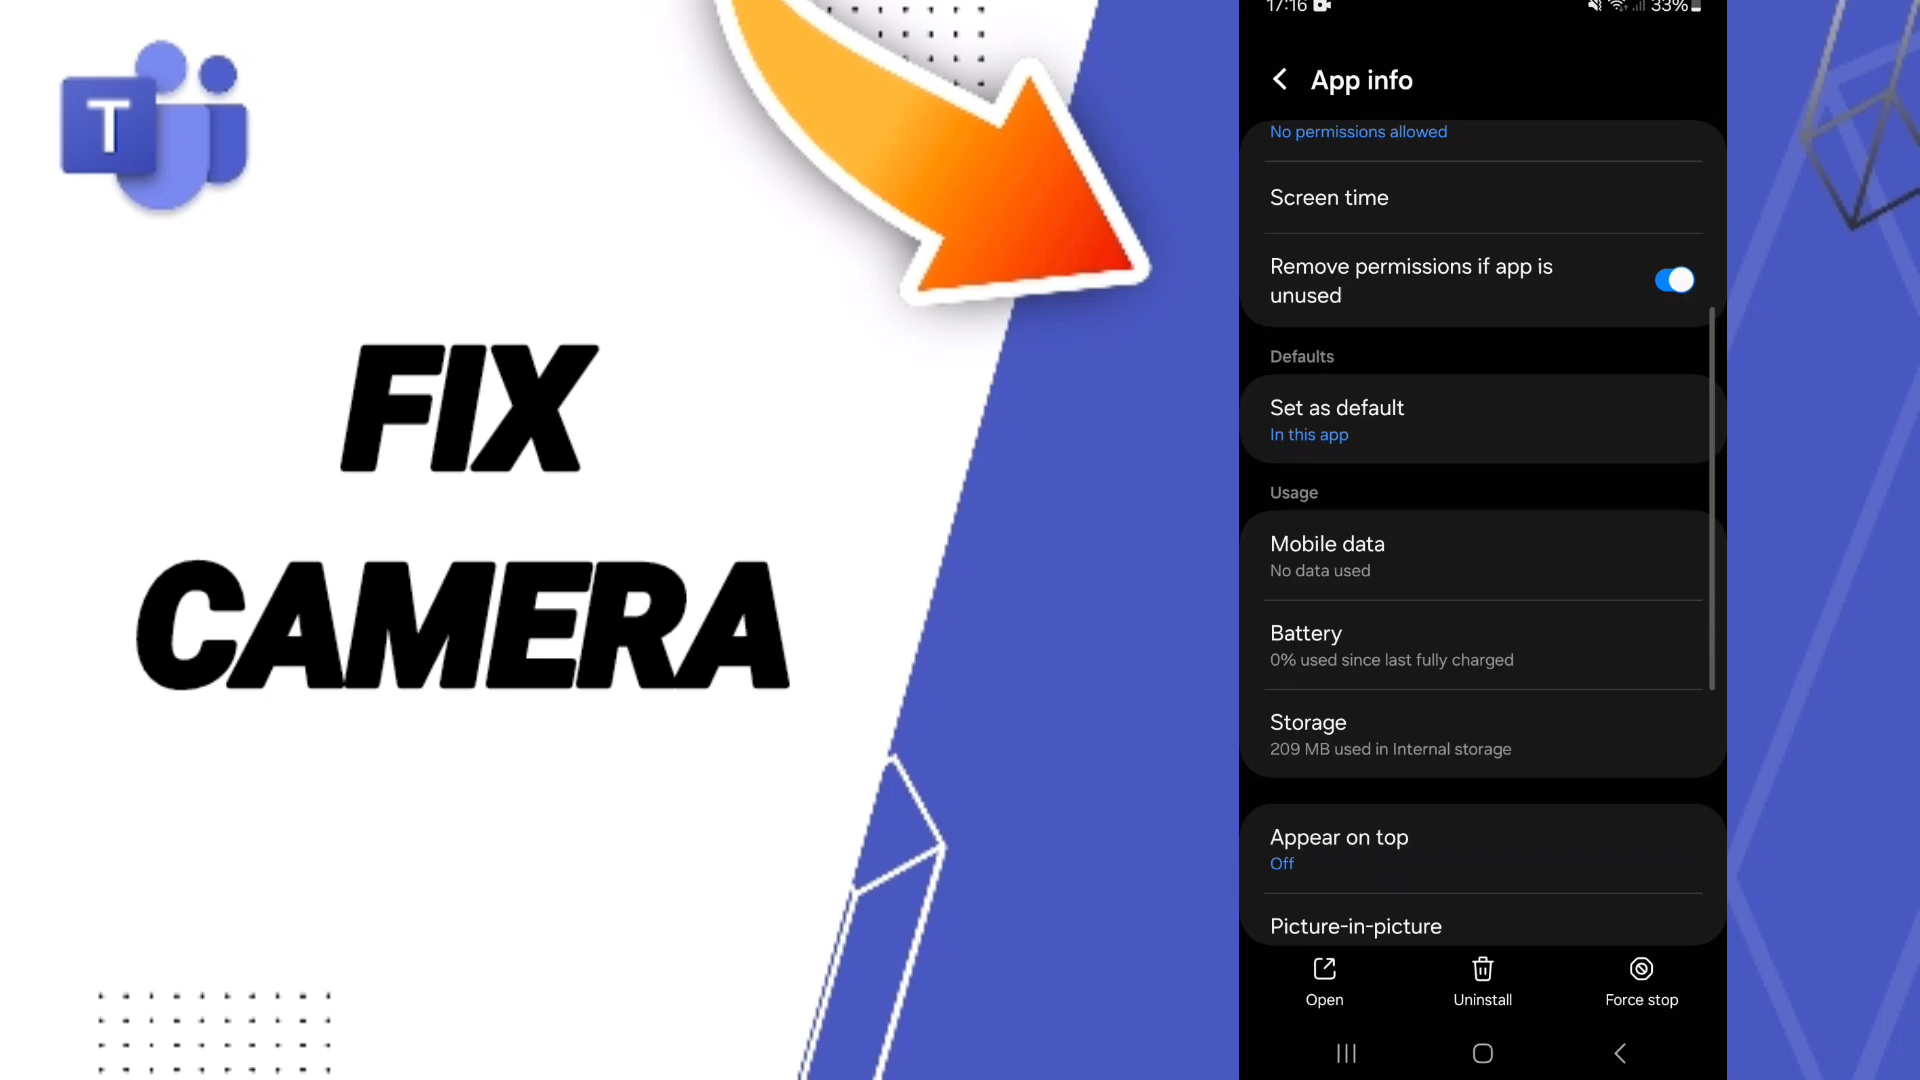 T
FIX
CAMERA
17:16
33%
App info
No permissions allowed
Screen time
Remove permissions if app is
unused
Defaults
Set as default
In this app
Usage
Mobile data
No data used
Battery
0% used since last fully charged
Storage
209 MB used in Internal storage
Appear on top
Off
Picture-in-picture
Open
Uninstall
Force stop